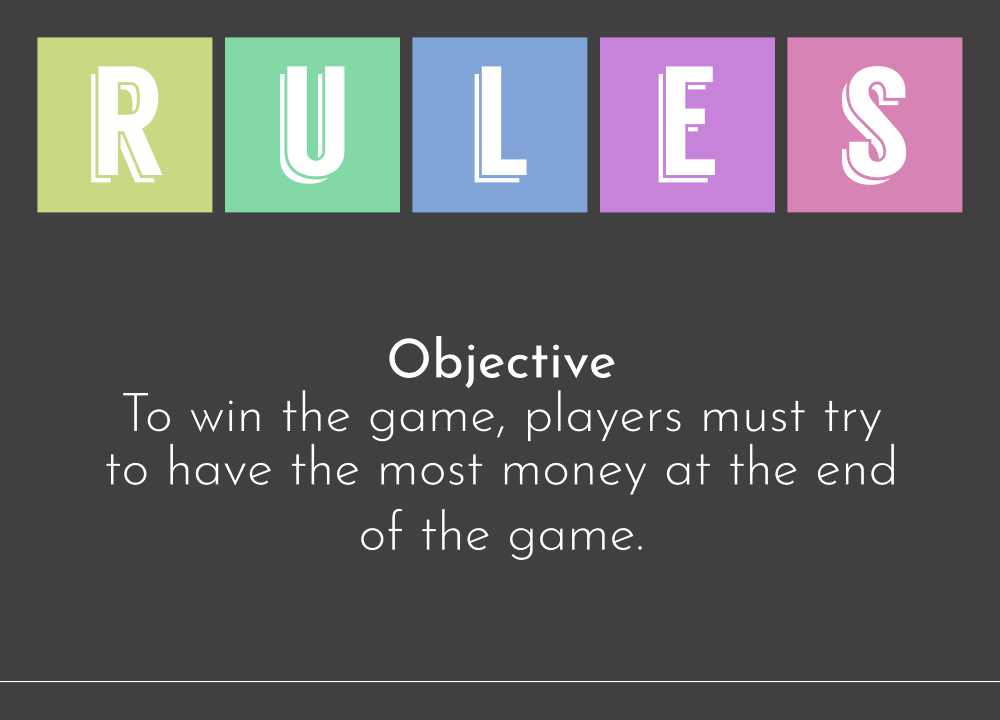 RULES
Objective
To win the game, players must try
to have the most money at the end
of the game.